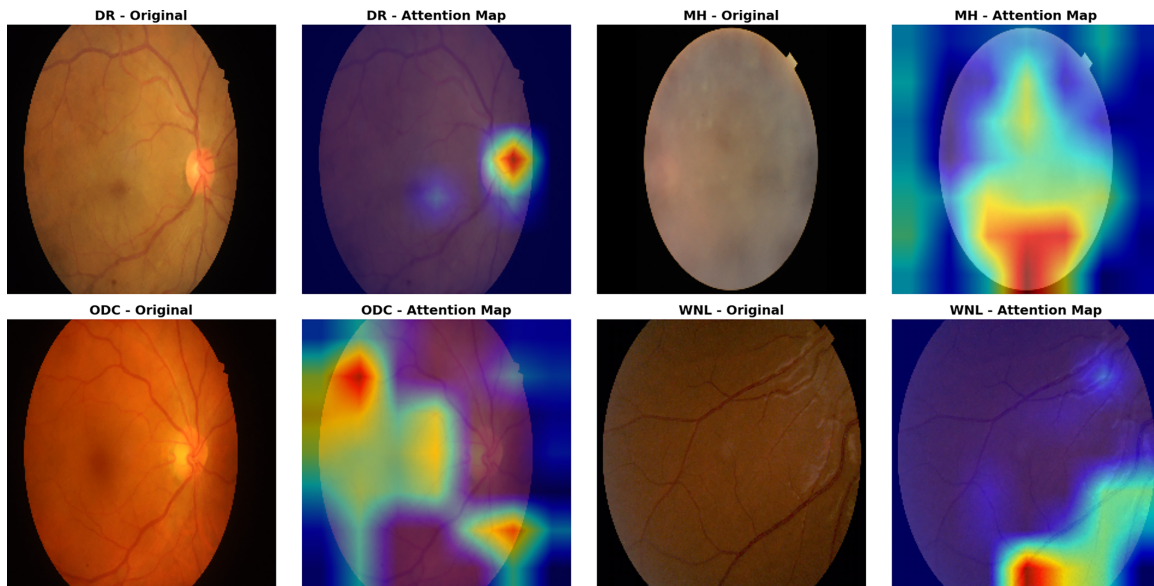 DR - Original
DR - Attention Map
MH - Original
MH - Attention Map
ODC - Original
ODC - Attention Map
WNL - Original
WNL - Attention Map